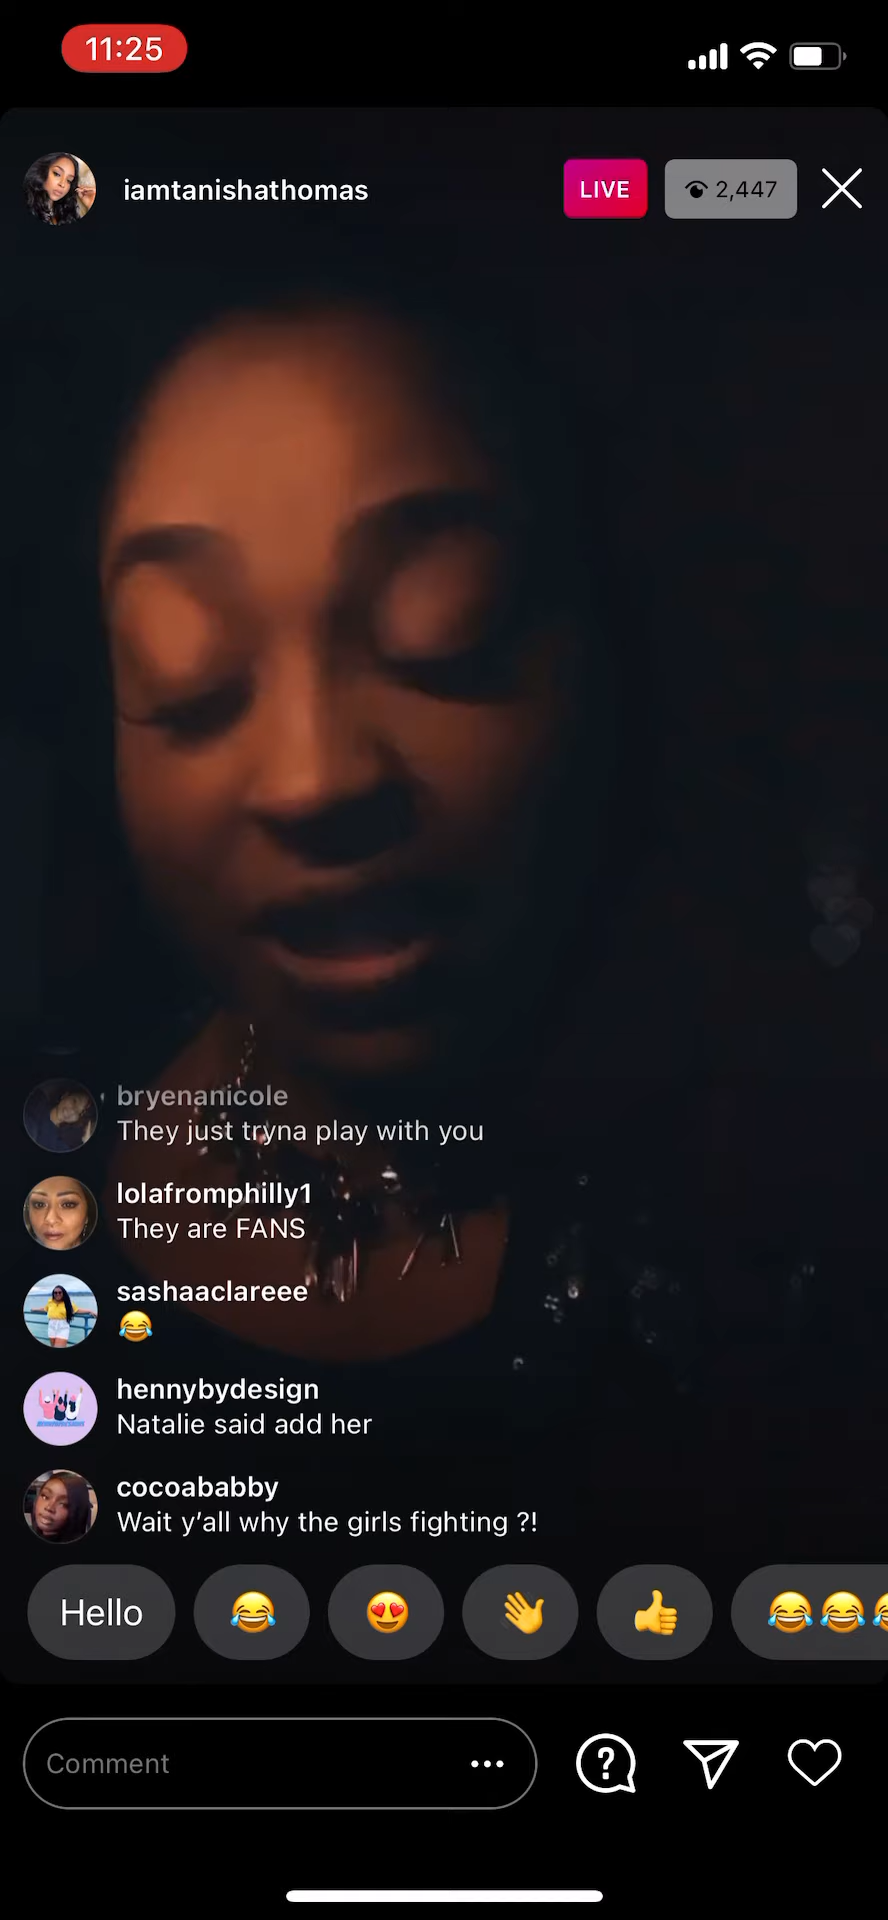 11:25
iamtanishathomas
LIVE
2,447
bryenanicole
They just tryna play with you
lolafromphilly1
They are FANS
sashaaclareee
😂
hennybydesign
Natalie said add her
cocoababby
Wait y’all why the girls fighting ?!
Hello 😂 😍 👋 👍 😂😂😂
Comment